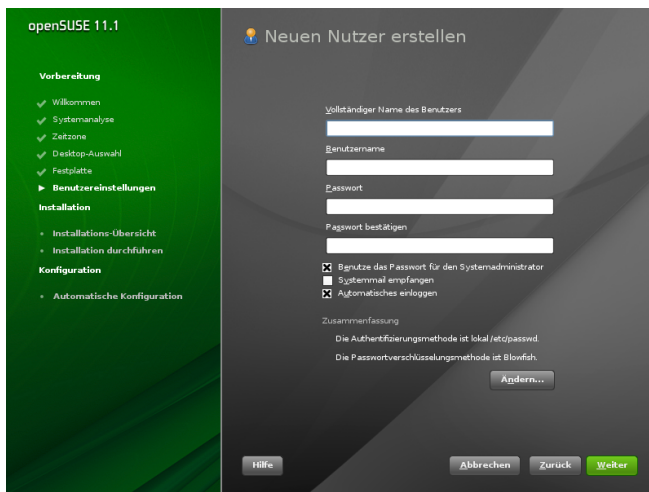 openSUSE 11.1
Vorbereitung
Willkommen
Systemanalyse
Zeitzone
Desktop-Auswahl
Festplatte
Benutzereinstellungen
Installation
Installations-Übersicht
Installation durchführen
Konfiguration
Automatische Konfiguration
Neuen Nutzer erstellen
Vollständiger Name des Benutzers
Benutzername
Passwort
Passwort bestätigen
Benutze das Passwort für den Systemadministrator
Systemmail empfangen
Automatisches einloggen
Zusammenfassung
Die Authentifizierungsmethode ist lokal /etc/passwd.
Die Passwortverschlüsselungsmethode ist Blowfish.
Ändern...
Hilfe
Abbrechen
Zurück
Weiter